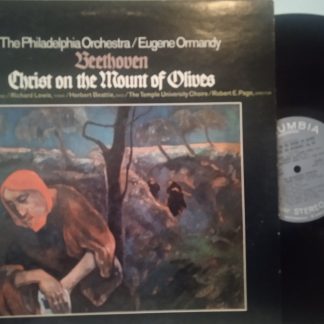 The Philadelphia Orchestra/Eugene Ormandy
Beethoven
Christ on the Mount of Olives
/Richard Lewis, /Herbert Beattie, /The Temple University Choirs/Robert E. Page,
UMBIA
STEREO